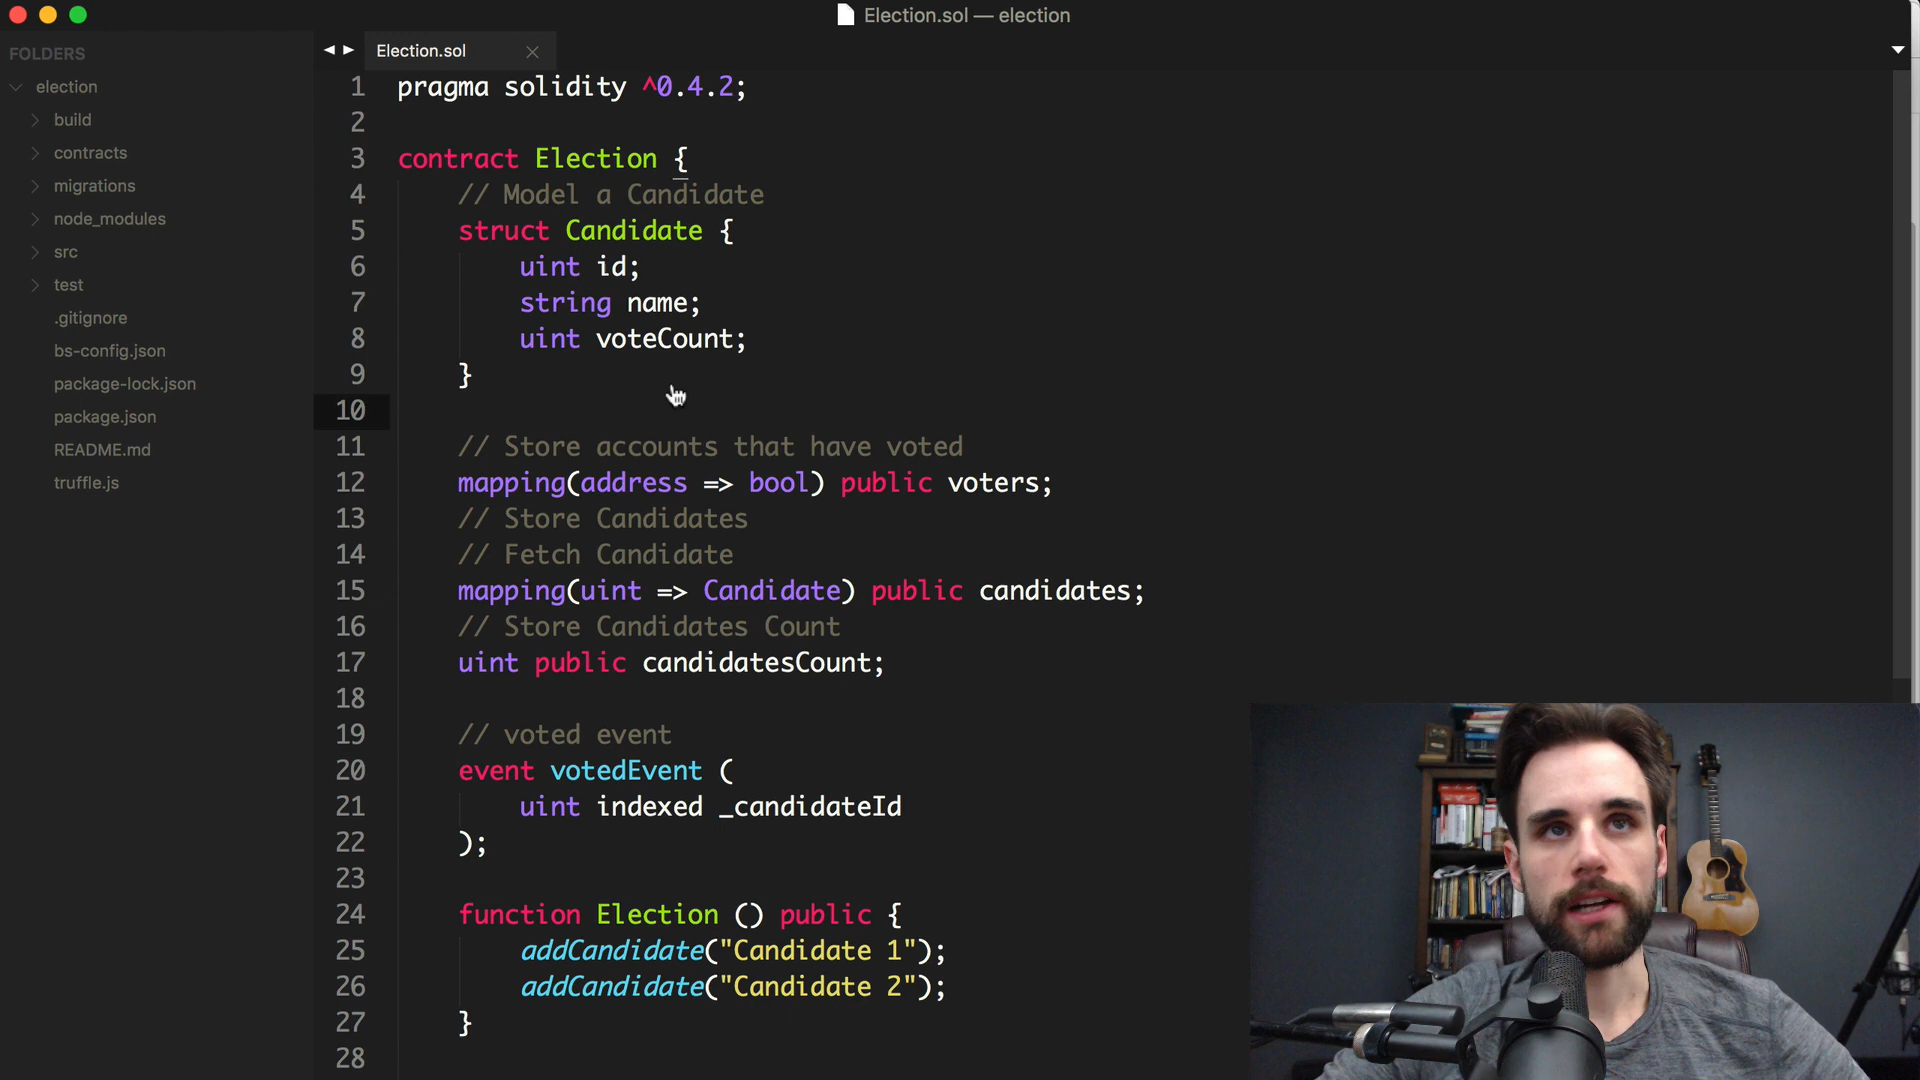 Election.sol — election
FOLDERS
election
build
contracts
migrations
node_modules
src
test
.gitignore
bs-config.json
package-lock.json
package.json
README.md
truffle.js
Election.sol
1 pragma solidity ^0.4.2;
2
3 contract Election {
4 // Model a Candidate
5 struct Candidate {
6 uint id;
7 string name;
8 uint voteCount;
9 }
10
11 // Store accounts that have voted
12 mapping(address => bool) public voters;
13 // Store Candidates
14 // Fetch Candidate
15 mapping(uint => Candidate) public candidates;
16 // Store Candidates Count
17 uint public candidatesCount;
18
19 // voted event
20 event votedEvent (
21 uint indexed _candidateId
22 );
23
24 function Election () public {
25 addCandidate("Candidate 1");
26 addCandidate("Candidate 2");
27 }
28